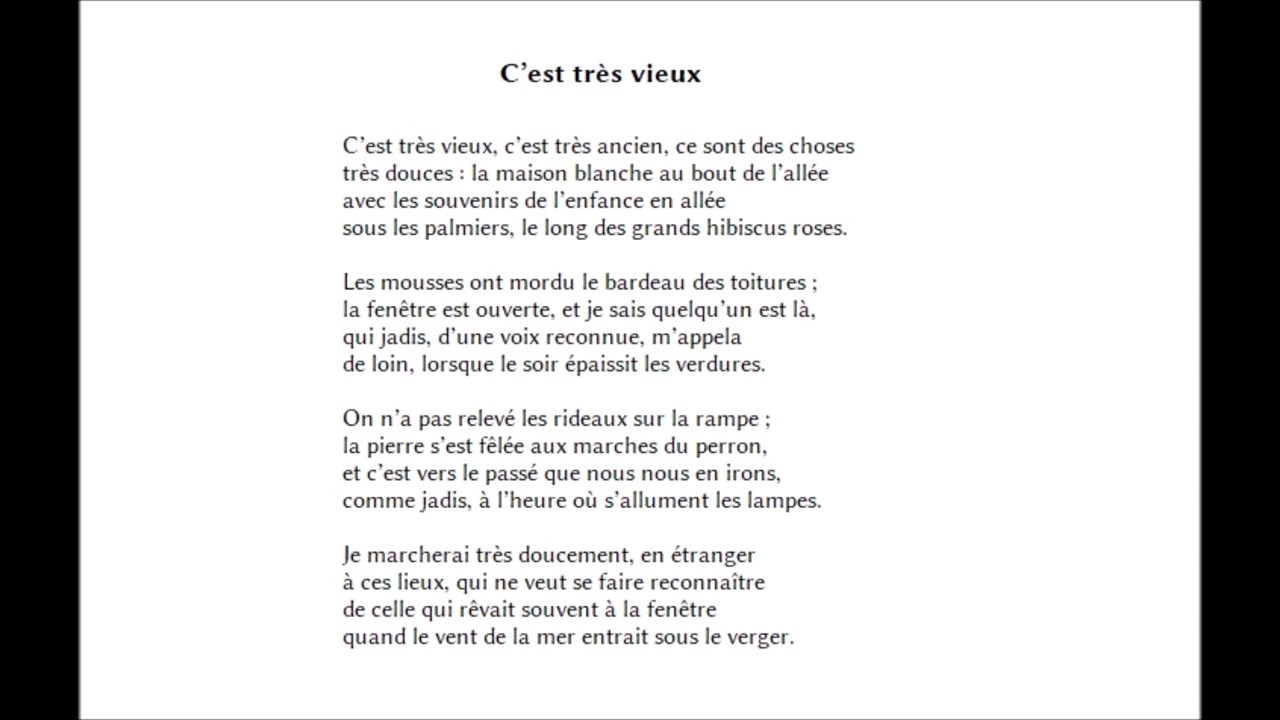 C’est très vieux
C’est très vieux, c’est très ancien, ce sont des choses
très douces : la maison blanche au bout de l’allée
avec les souvenirs de l’enfance en allée
sous les palmiers, le long des grands hibiscus roses.
Les mousses ont mordu le bardeau des toitures ;
la fenêtre est ouverte, et je sais quelqu’un est là,
qui jadis, d’une voix reconnue, m’appela
de loin, lorsque le soir épaissit les verdures.
On n’a pas relevé les rideaux sur la rampe ;
la pierre s’est fêlée aux marches du perron,
et c’est vers le passé que nous nous en irons,
comme jadis, à l’heure où s’allument les lampes.
Je marcherai très doucement, en étranger
à ces lieux, qui ne veut se faire reconnaître
de celle qui rêvait souvent à la fenêtre
quand le vent de la mer entrait sous le verger.